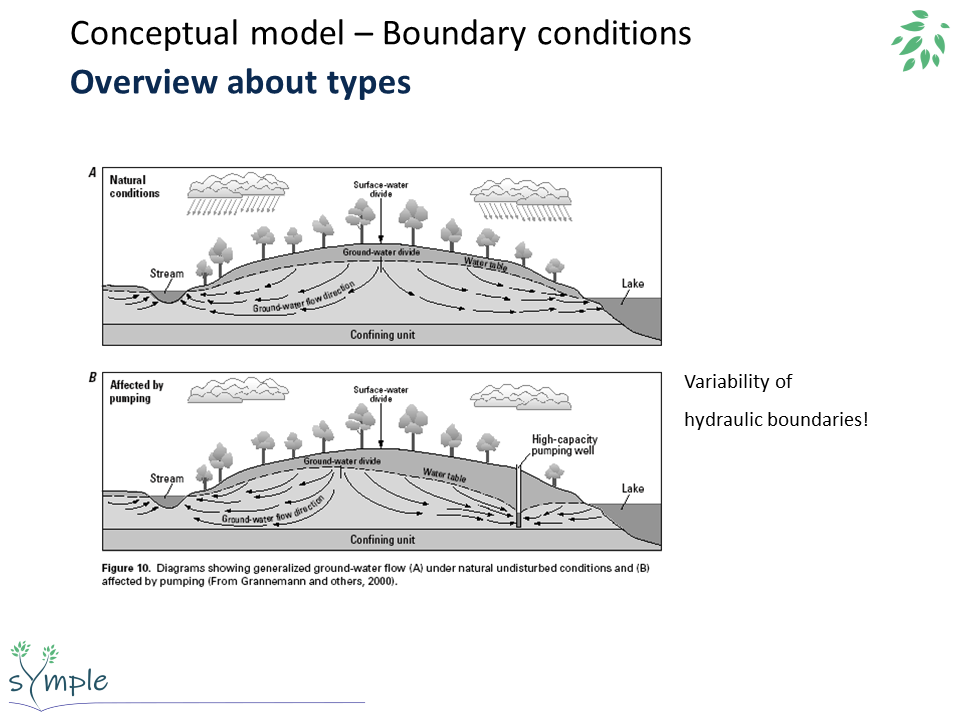 Conceptual model – Boundary conditions
Overview about types
A
Natural
conditions
Surface-water
divide
Ground-water divide
Water table
Stream
Lake
Ground-water flow direction
Confining unit
B
Affected by
pumping
Surface-water
divide
High-capacity
pumping well
Ground-water divide
Water table
Stream
Lake
Ground-water flow direction
Confining unit
Variability of
hydraulic boundaries!
Figure 10. Diagrams showing generalized ground-water flow (A) under natural undisturbed conditions and (B)
affected by pumping (From Grannemann and others, 2000).
sYmple